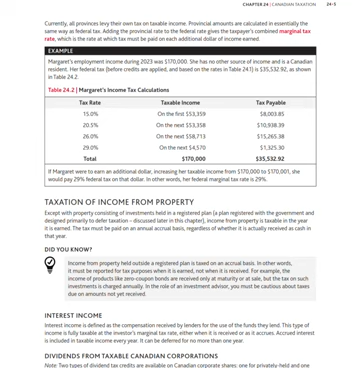 CHAPTER 24 | CANADIAN TAXATION 24•5
Currently, all provinces levy their own tax on taxable income. Provincial amounts are calculated in essentially the
same way as federal tax. Adding the provincial rate to the federal rate gives the taxpayer's combined marginal tax
rate, which is the rate at which tax must be paid on each additional dollar of income earned.
EXAMPLE
Margaret's employment income during 2023 was $170,000. She has no other source of income and is a Canadian
resident. Her federal tax (before credits are applied, and based on the rates in Table 24.1) is $35,532.92, as shown
in Table 24.2.
Table 24.2 | Margaret's Income Tax Calculations
Tax Rate Taxable Income Tax Payable
15.0% On the first $53,359 $8,003.85
20.5% On the next $53,358 $10,938.39
26.0% On the next $58,713 $15,265.38
29.0% On the next $4,570 $1,325.30
Total $170,000 $35,532.92
If Margaret were to earn an additional dollar, increasing her taxable income from $170,000 to $170,001, she
would pay 29% federal tax on that dollar. In other words, her federal marginal tax rate is 29%.
TAXATION OF INCOME FROM PROPERTY
Except with property consisting of investments held in a registered plan (a plan registered with the government and
designed primarily to defer taxation – discussed later in this chapter), income from property is taxable in the year
it is earned. The tax must be paid on an annual accrual basis, regardless of whether it is actually received as cash in
that year.
DID YOU KNOW?
Income from property held outside a registered plan is taxed on an accrual basis. In other words,
it must be reported for tax purposes when it is earned, not when it is received. For example, the
income of products like zero-coupon bonds are received only at maturity or at sale, but the tax on such
investments is charged annually. In the role of an investment advisor, you must be cautious about taxes
due on amounts not yet received.
INTEREST INCOME
Interest income is defined as the compensation received by lenders for the use of the funds they lend. This type of
income is fully taxable at the investor's marginal tax rate, either when it is received or as it accrues. Accrued interest
is included in taxable income every year. It can be deferred for no more than one year.
DIVIDENDS FROM TAXABLE CANADIAN CORPORATIONS
Note: Two types of dividend tax credits are available on Canadian corporate shares: one for privately-held and one